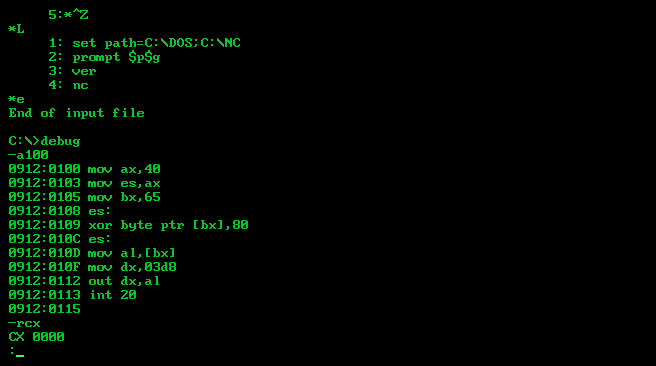 5:*^Z
*L
1: set path=C:\DOS;C:\NC
2: prompt $p$g
3: ver
4: nc
*e
End of input file
C:\>debug
-a100
0912:0100 mov ax,40
0912:0103 mov es,ax
0912:0105 mov bx,65
0912:0108 es:
0912:0109 xor byte ptr [bx],80
0912:010C es:
0912:010D mov al,[bx]
0912:010F mov dx,03d8
0912:0112 out dx,al
0912:0113 int 20
0912:0115
-rcx
CX 0000
:_